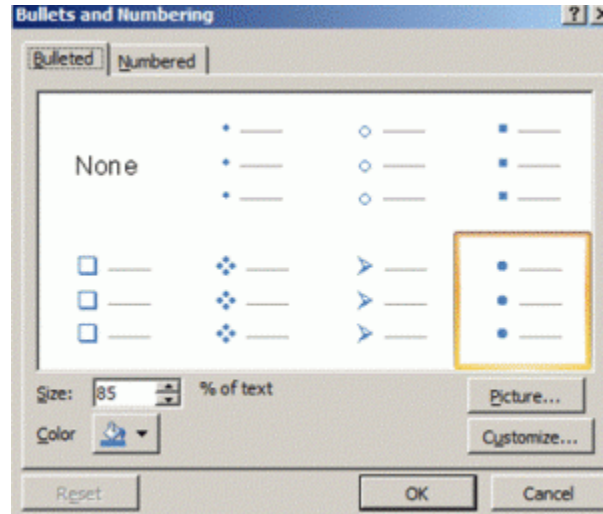 Bullets and Numbering
Bulleted
Numbered
None
Size: 85 % of text
Picture...
Color
Customize...
Reset
OK
Cancel